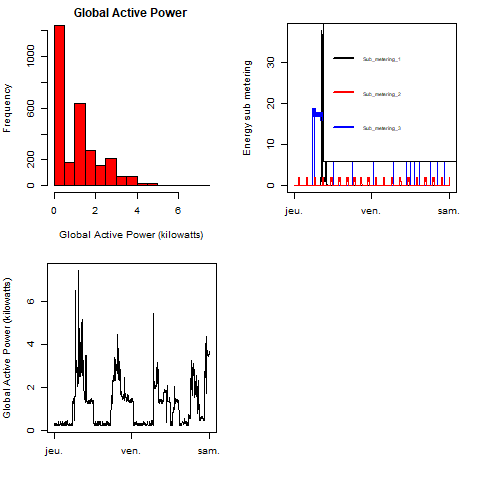 Global Active Power
Frequency
0 200 600 1000
0 2 4 6
Global Active Power (kilowatts)
Energy sub metering
0 10 20 30
Sub_metering_1
Sub_metering_2
Sub_metering_3
jeu. ven. sam.
Global Active Power (kilowatts)
0 2 4 6
jeu. ven. sam.